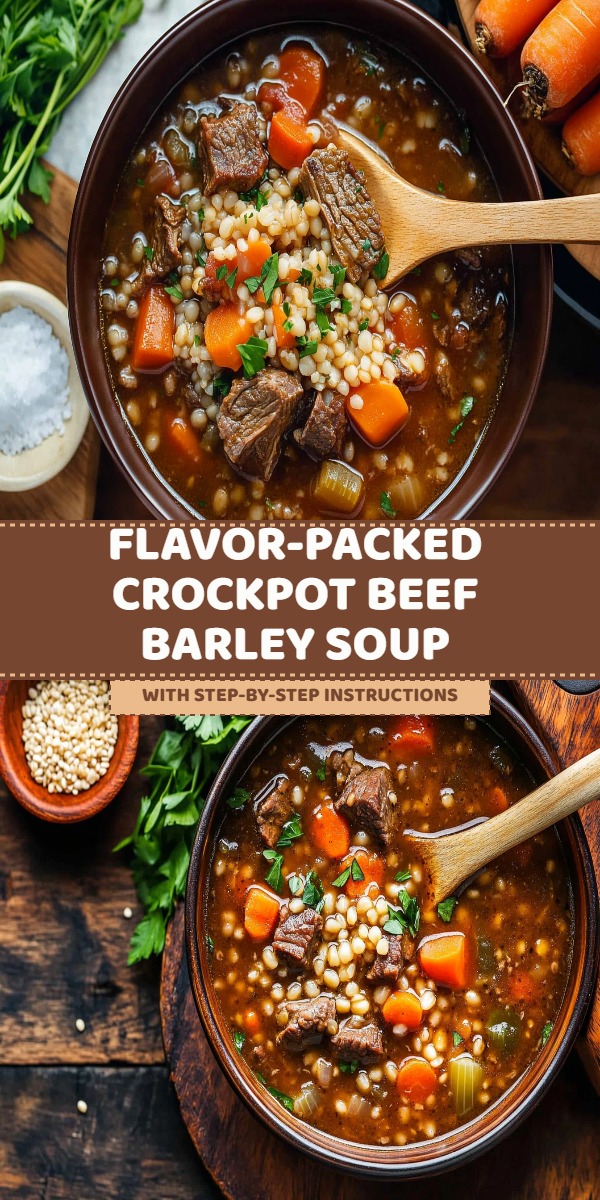 FLAVOR-PACKED
CROCKPOT BEEF
BARLEY SOUP
WITH STEP-BY-STEP INSTRUCTIONS